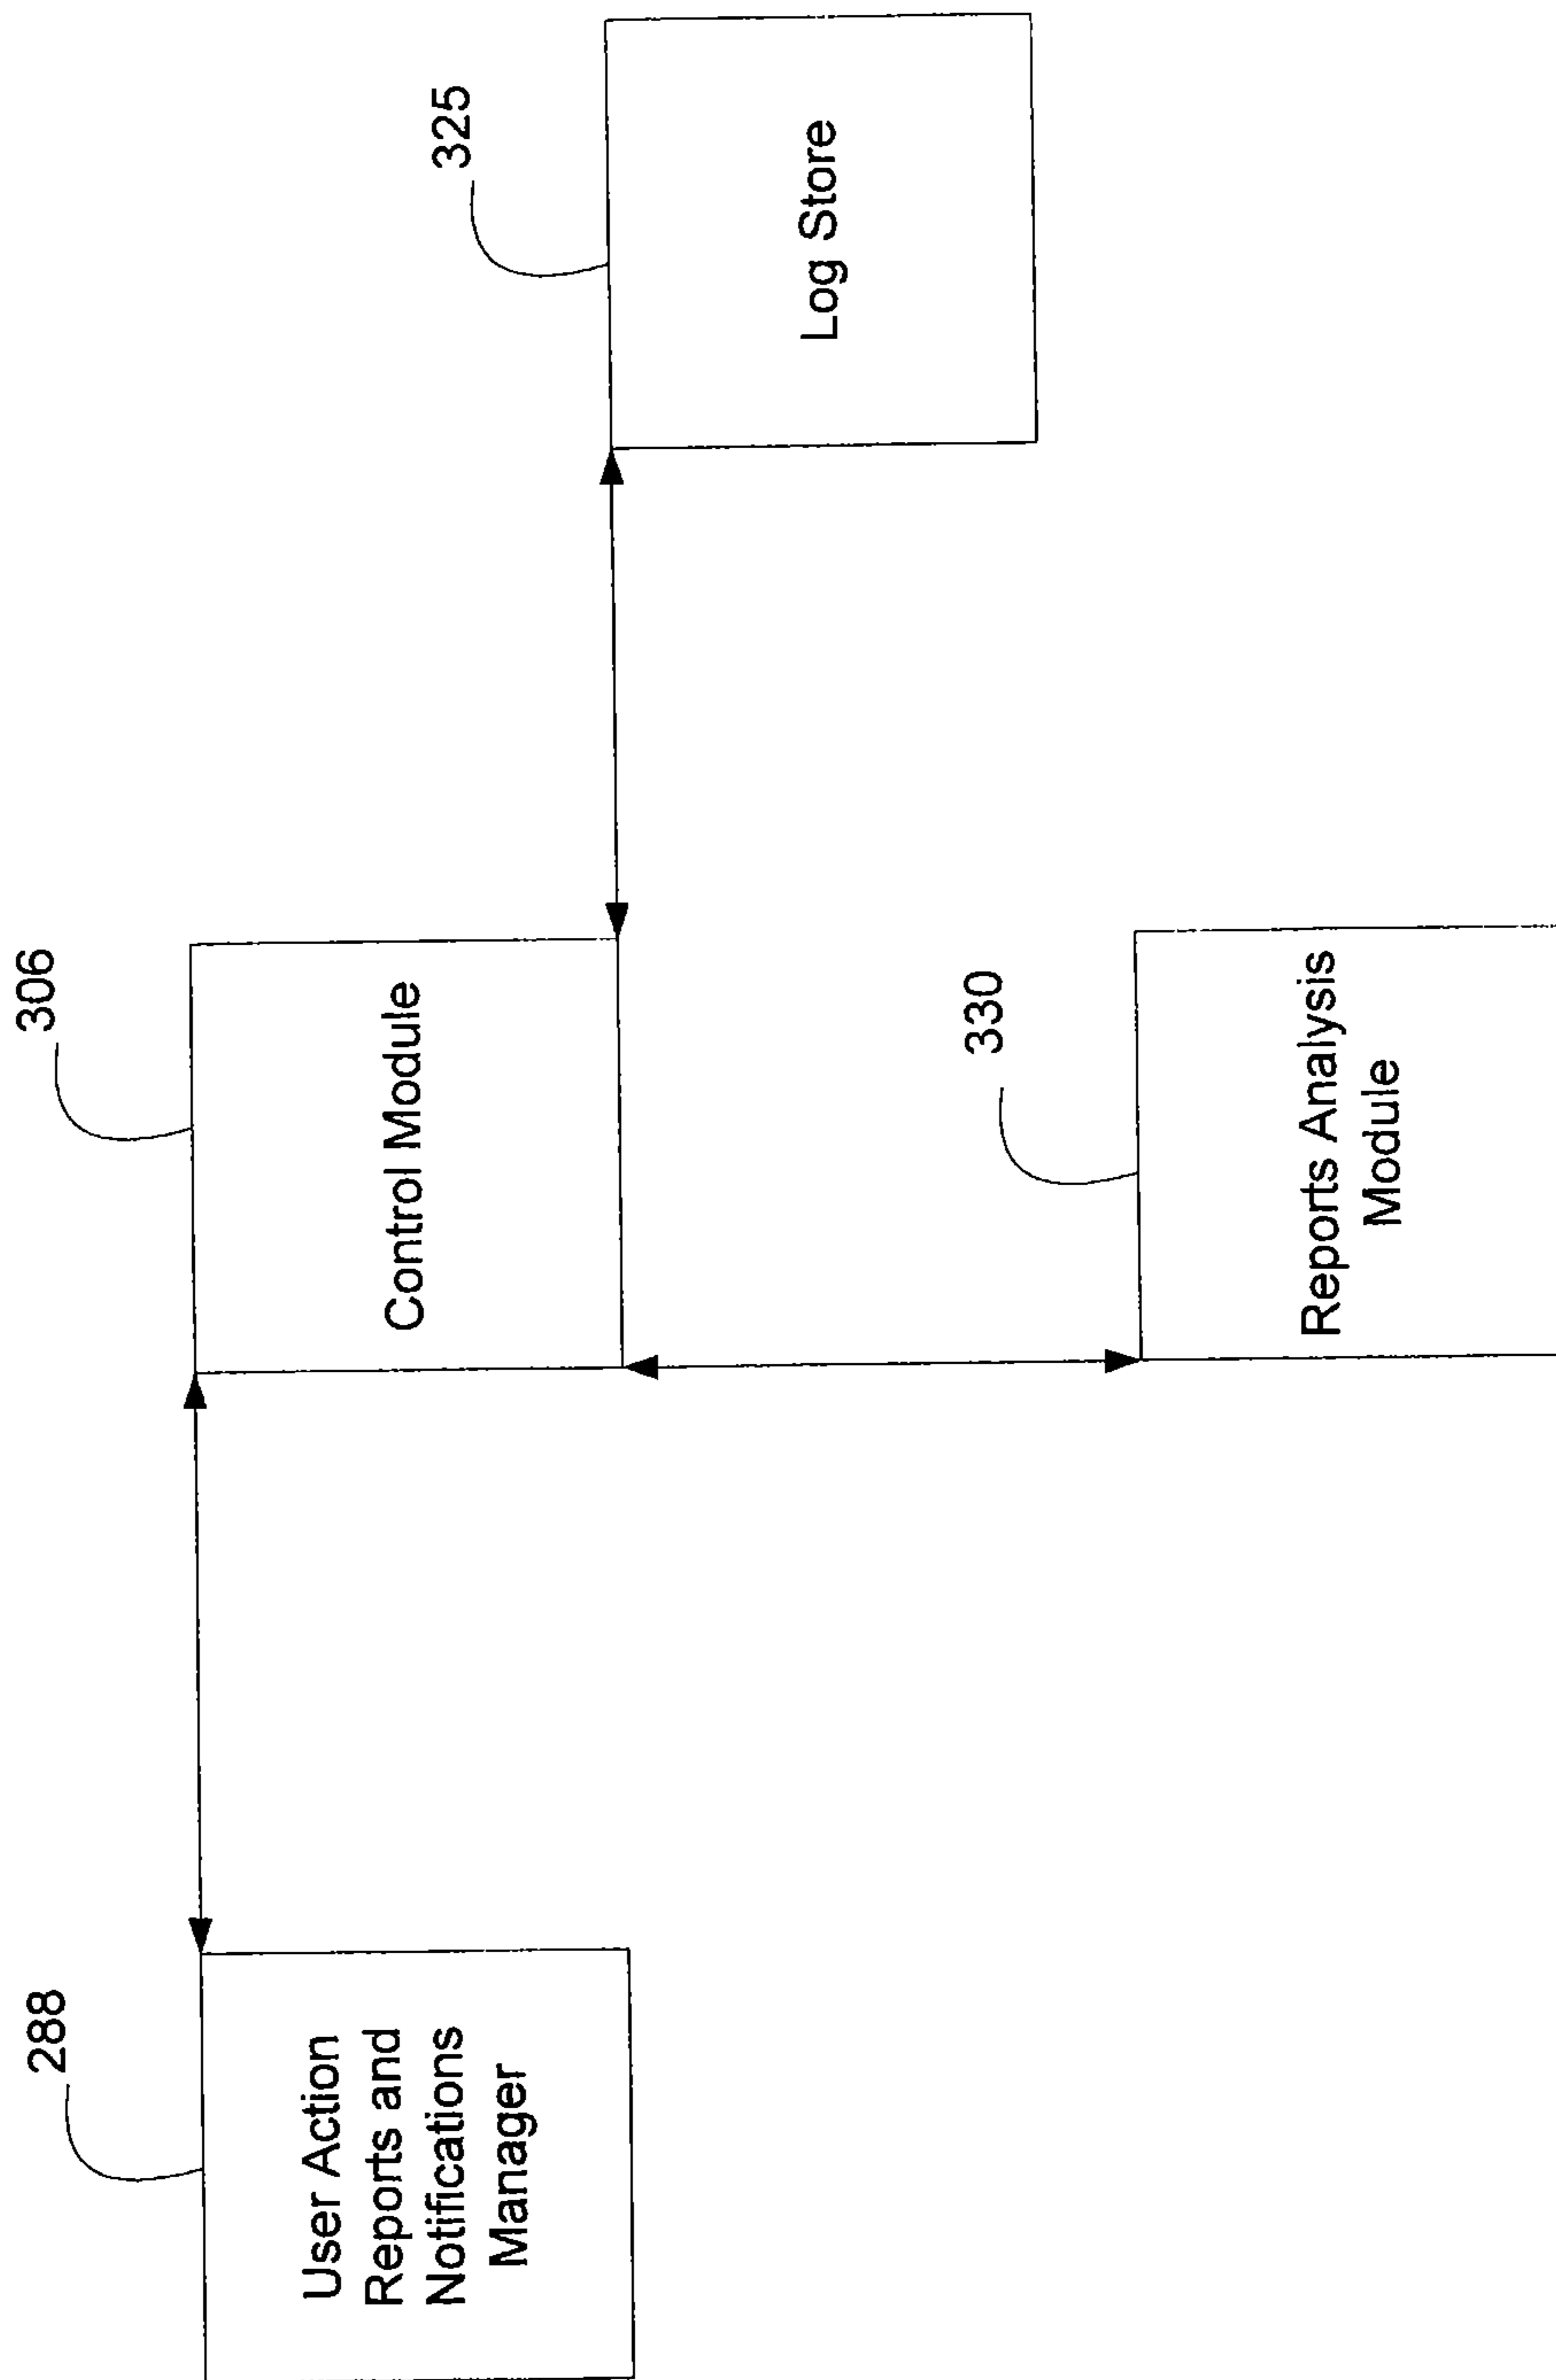 288
User Action
Reports and
Notifications
Manager
306
Control Module
330
Reports Analysis
Module
325
Log Store